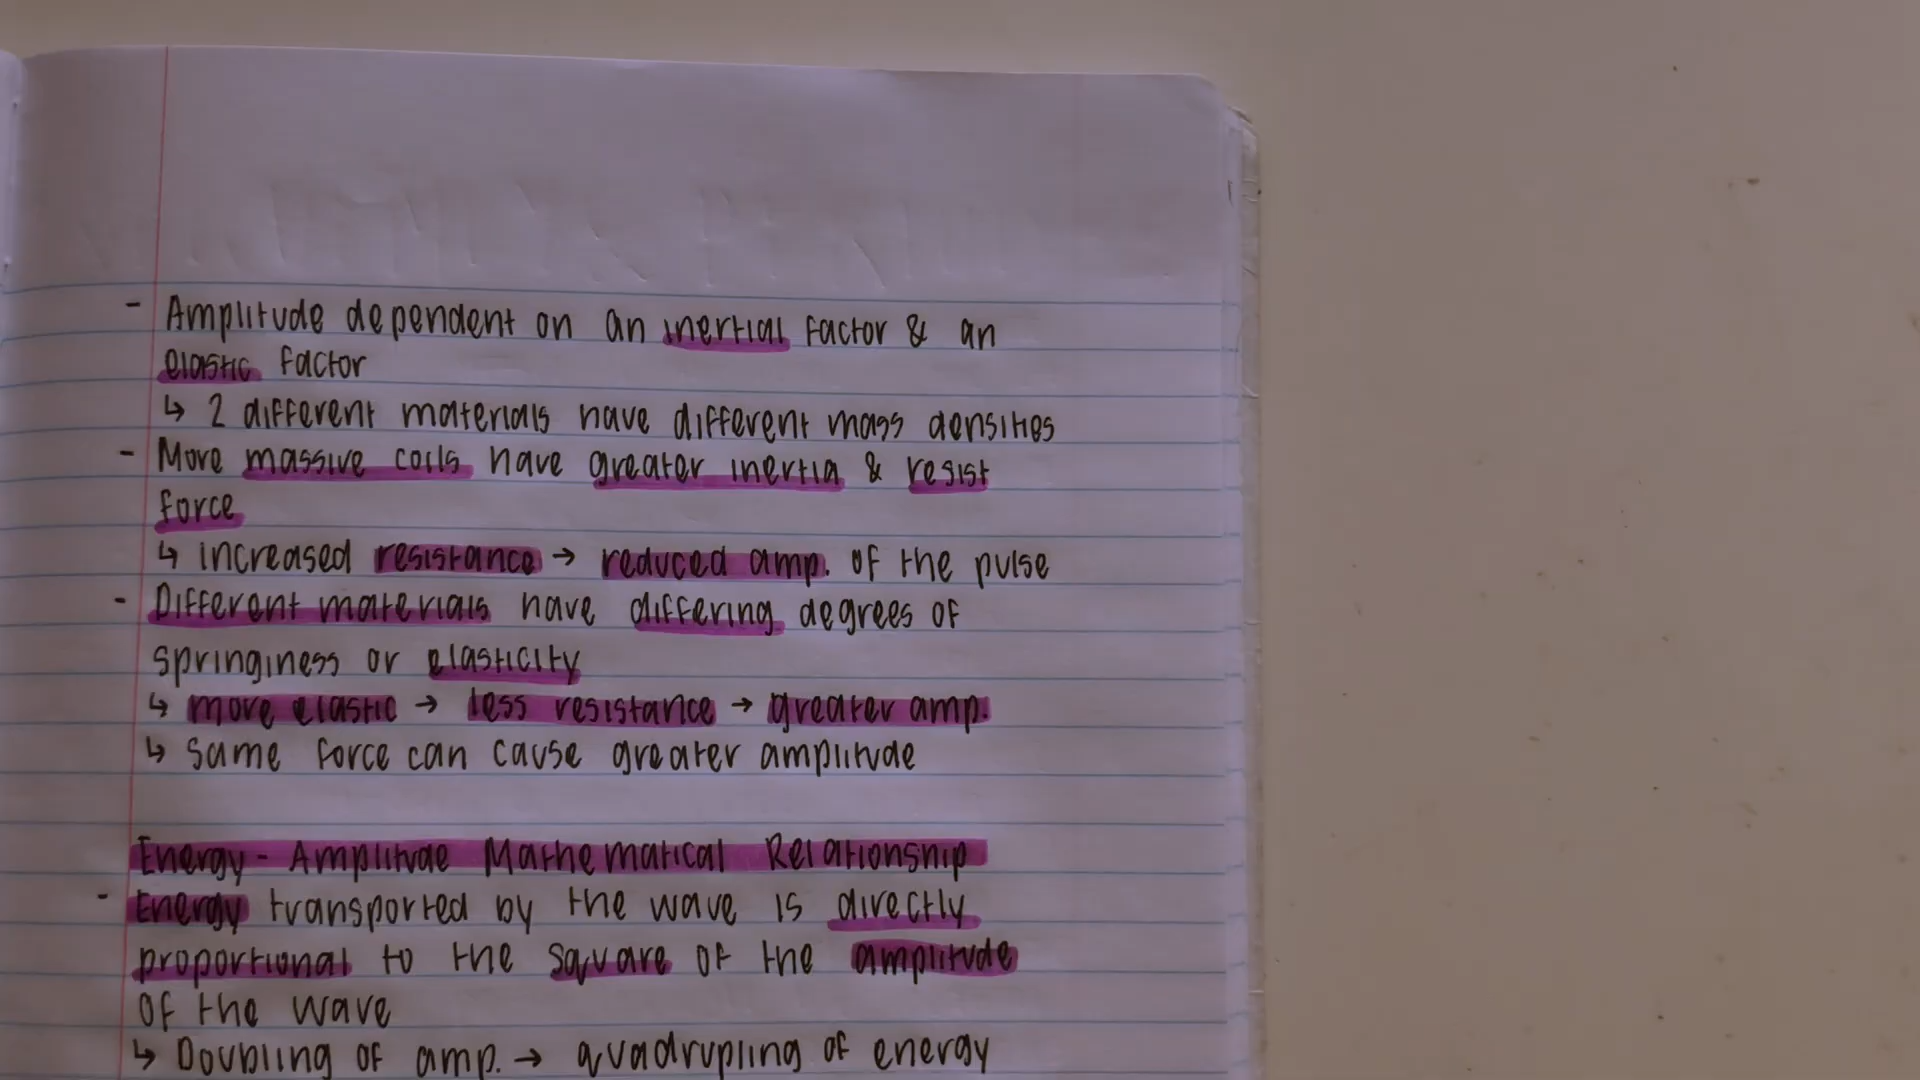 - Amplitude dependent on an inertial factor & an
elastic factor
↳ 2 different materials have different mass densities
- More massive coils have greater inertia & resist
force
↳ increased resistance → reduced amp. of the pulse
- Different materials have differing degrees of
springiness or elasticity
↳ more elastic → less resistance → greater amp.
↳ same force can cause greater amplitude
Energy - Amplitude Mathematical Relationship
- Energy transported by the wave is directly
proportional to the square of the amplitude
of the wave
↳ Doubling of amp. → quadrupling of energy